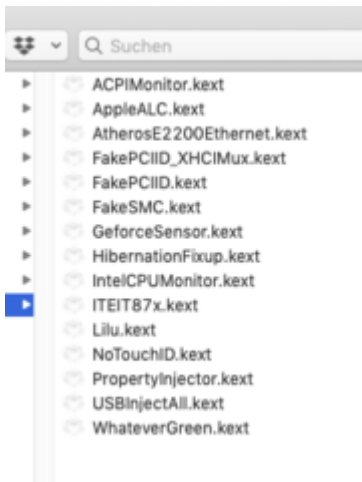 Suchen
ACPIMonitor.kext
AppleALC.kext
AtherosE2200Ethernet.kext
FakePCIID_XHCIMux.kext
FakePCIID.kext
FakeSMC.kext
GeforceSensor.kext
HibernationFixup.kext
IntelCPUMonitor.kext
ITEIT87x.kext
Lilu.kext
NoTouchID.kext
PropertyInjector.kext
USBInjectAll.kext
WhateverGreen.kext